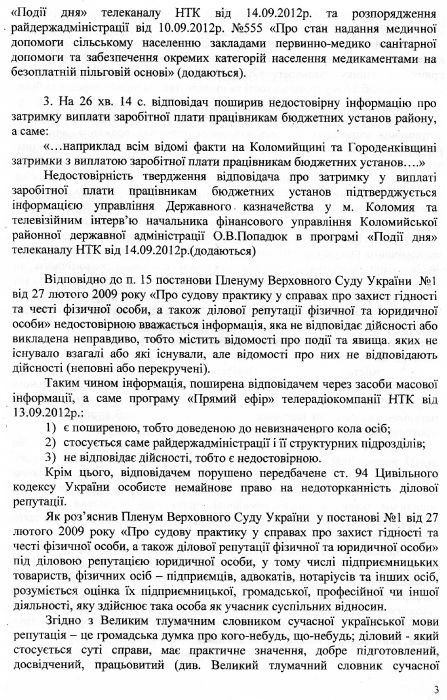 «Події дня» телеканалу НТК від 14.09.2012р. та розпорядження
райдержадміністрації від 10.09.2012р. №555 «Про стан надання медичної
допомоги сільському населенню закладами первинно-медико санітарної
допомоги та забезпечення окремих категорій населення медикаментами на
безоплатній пільговій основі» (додаються).
3. На 26 хв. 14 с. відповідач поширив недостовірну інформацію про
затримку виплати заробітної плати працівникам бюджетних установ району,
а саме:
«…наприклад всім відомі факти на Коломийщині та Городенківщині
затримки з виплатою заробітної плати працівникам бюджетних установ….»
Недостовірність твердження відповідача про затримку у виплаті
заробітної плати працівникам бюджетних установ підтверджується
інформацією управління Державного казначейства у м. Коломия та
телевізійним інтерв’ю начальника фінансового управління Коломийської
районної державної адміністрації О.В.Попадюк в програмі «Події дня»
телеканалу НТК від 14.09.2012р.(додаються)
Відповідно до п. 15 постанови Пленуму Верховного Суду України №1
від 27 лютого 2009 року «Про судову практику у справах про захист гідності
та честі фізичної особи, а також ділової репутації фізичної та юридичної
особи» недостовірною вважається інформація, яка не відповідає дійсності або
викладена неправдиво, тобто містить відомості про події та явища. яких не
існувало взагалі або які існували, але відомості про них не відповідають
дійсності (неповні або перекручені).
Таким чином інформація, поширена відповідачем через засоби масової
інформації, а саме програму «Прямий ефір» телерадіокомпанії НТК від
13.09.2012р.:
1) є поширеною, тобто доведеною до невизначеного кола осіб;
2) стосується саме райдержадміністрації і її структурних підрозділів;
3) не відповідає дійсності, тобто є недостовірною.
Крім цього, відповідачем порушено передбачене ст. 94 Цивільного
кодексу України особисте немайнове право на недоторканність ділової
репутації.
Як роз’яснив Пленум Верховного Суду України у постанові №1 від 27
лютого 2009 року «Про судову практику у справах про захист гідності та
честі фізичної особи, а також ділової репутації фізичної та юридичної особи»
під діловою репутацією юридичної особи, у тому числі підприємницьких
товариств, фізичних осіб – підприємців, адвокатів, нотаріусів та інших осіб,
розуміється оцінка їх підприємницької, громадської, професійної чи іншої
діяльності, яку здійснює така особа як учасник суспільних відносин.
Згідно з Великим тлумачним словником сучасної української мови
репутація – це громадська думка про кого-небудь, що-небудь; діловий - який
стосується суті справи, має практичне значення, добре підготовлений,
досвідчений, працьовитий (див. Великий тлумачний словник сучасної
3